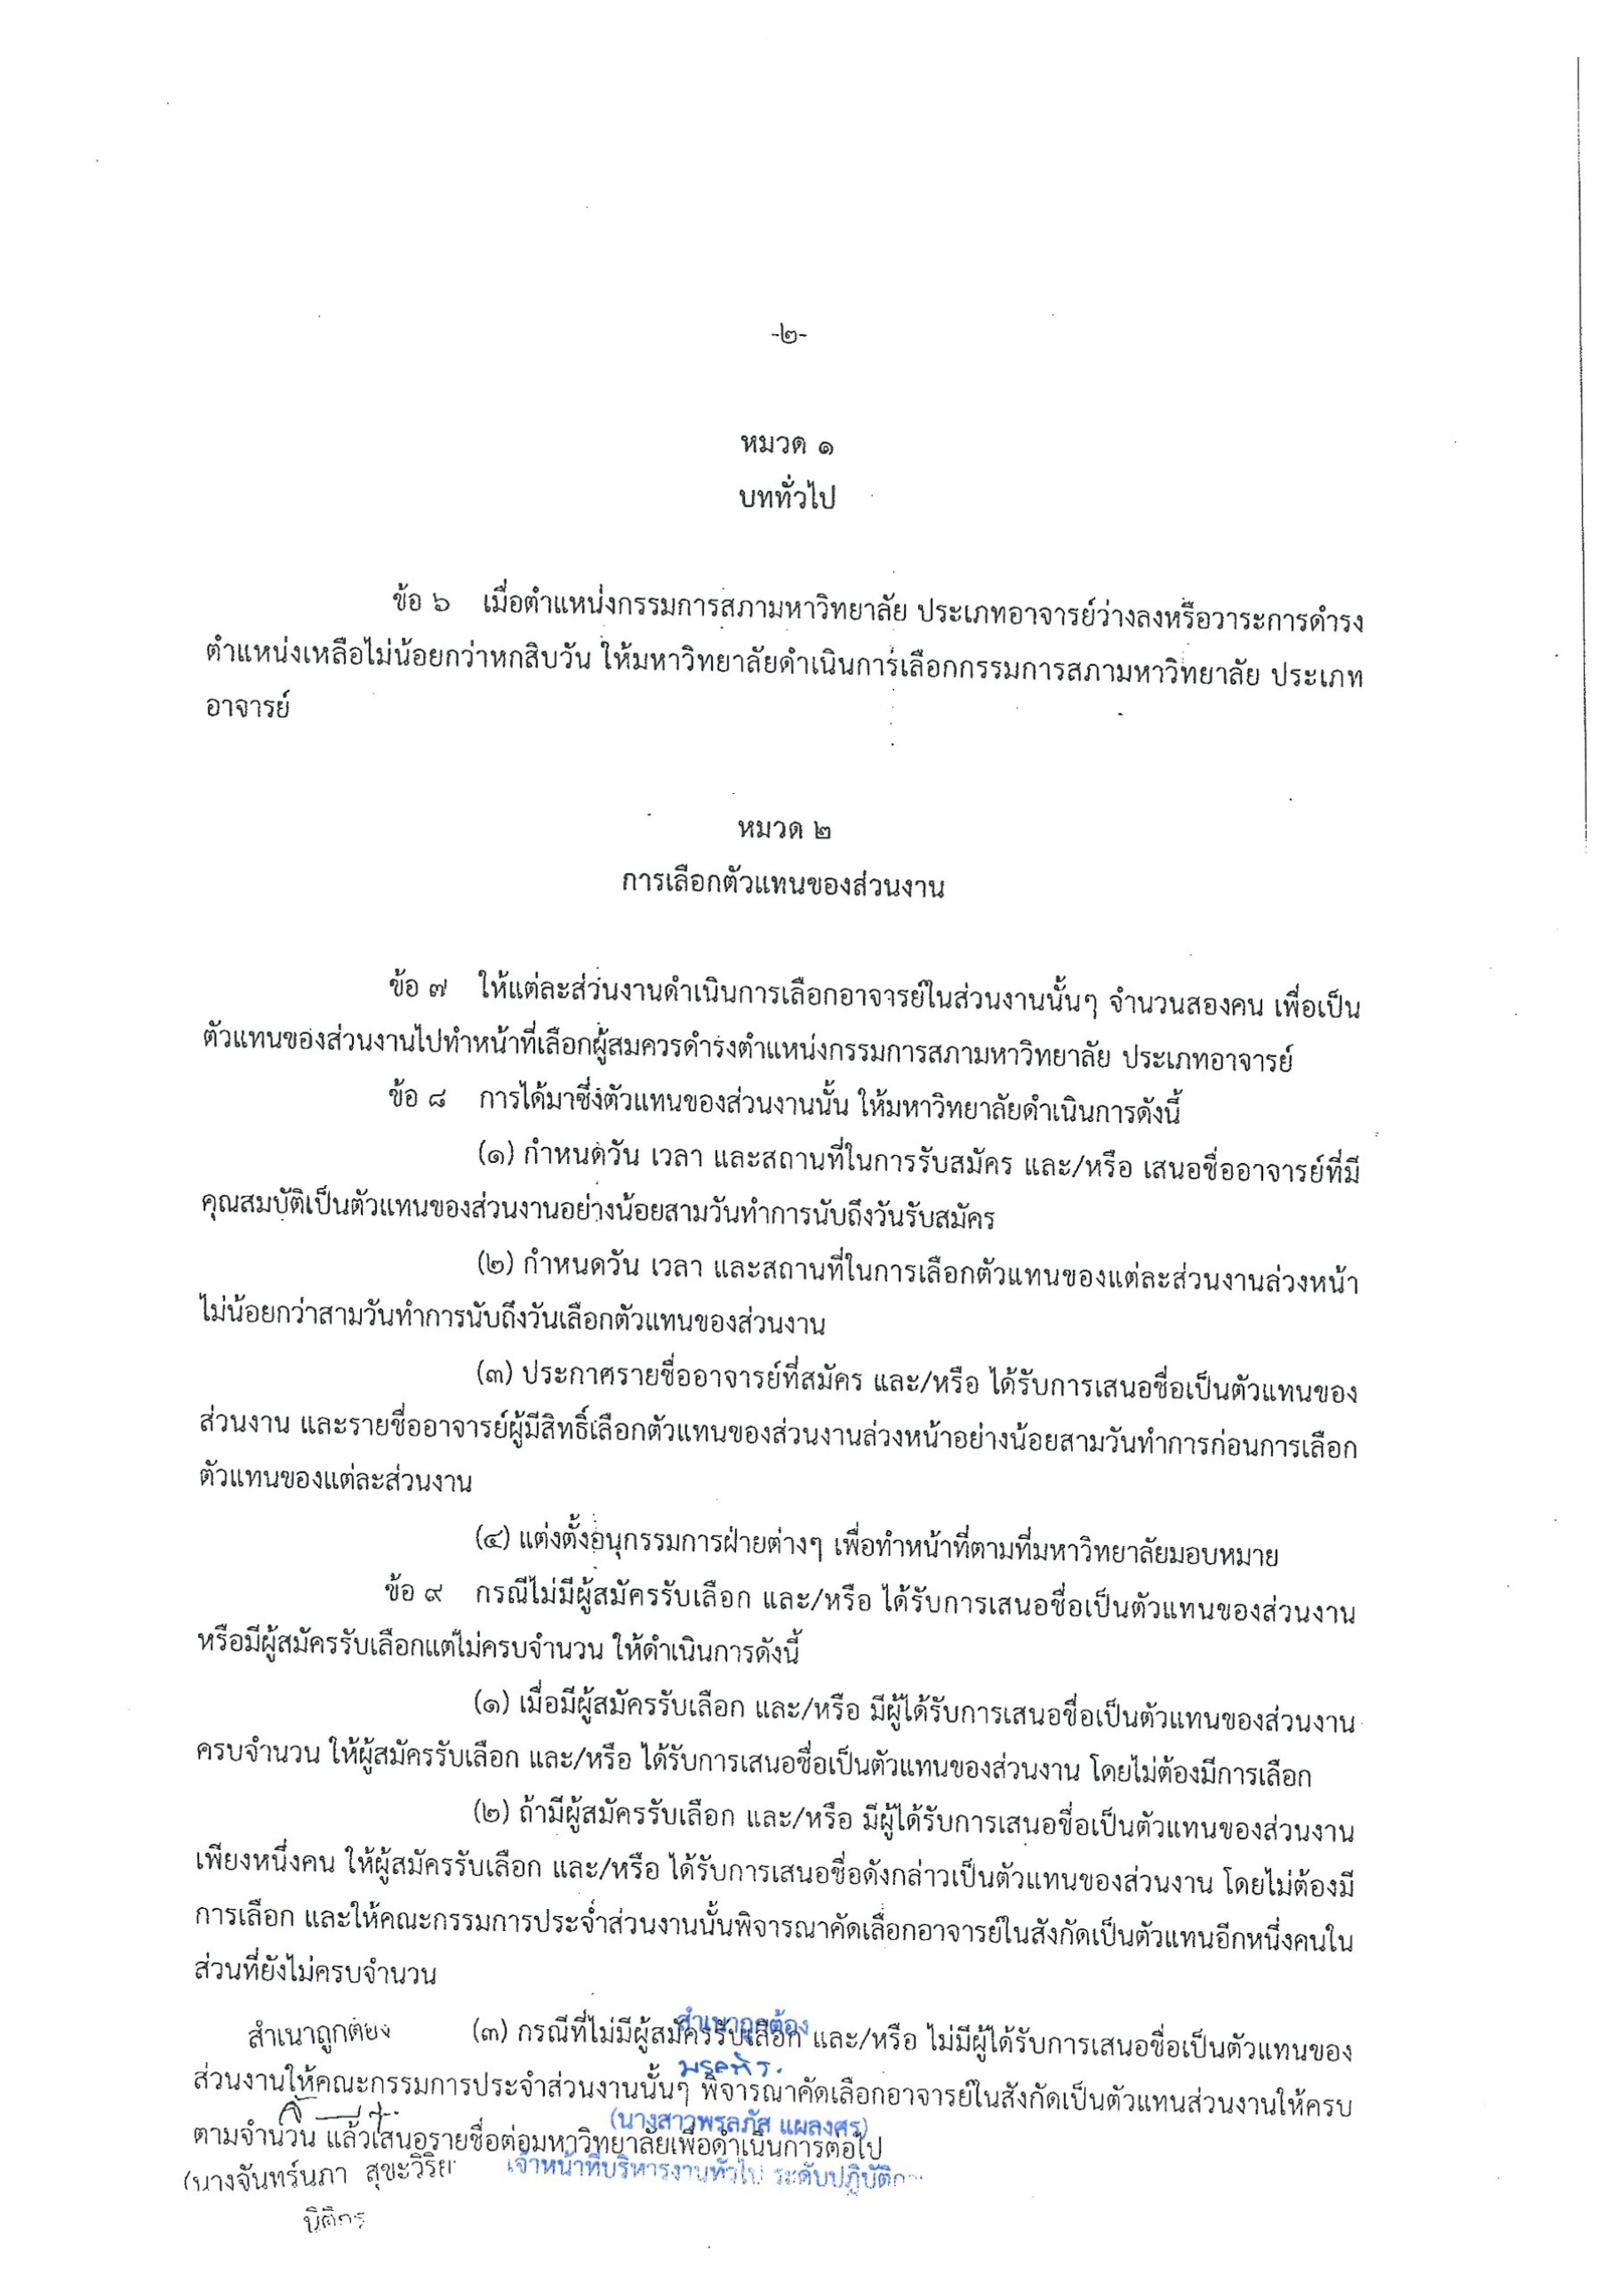 -๒-
หมวด ๑
บททั่วไป
ข้อ ๖ เมื่อตำแหน่งกรรมการสภามหาวิทยาลัย ประเภทอาจารย์ว่างลงหรือวาระการดำรง
ตำแหน่งเหลือไม่น้อยกว่าหกสิบวัน ให้มหาวิทยาลัยดำเนินการเลือกกรรมการสภามหาวิทยาลัย ประเภท
อาจารย์
หมวด ๒
การเลือกตัวแทนของส่วนงาน
ข้อ ๗ ให้แต่ละส่วนงานดำเนินการเลือกอาจารย์ในส่วนงานนั้นๆ จำนวนสองคน เพื่อเป็น
ตัวแทนของส่วนงานไปทำหน้าที่เลือกผู้สมควรดำรงตำแหน่งกรรมการสภามหาวิทยาลัย ประเภทอาจารย์
ข้อ ๘ การได้มาซึ่งตัวแทนของส่วนงานนั้น ให้มหาวิทยาลัยดำเนินการดังนี้
(๑) กำหนดวัน เวลา และสถานที่ในการรับสมัคร และ/หรือ เสนอชื่ออาจารย์ที่มี
คุณสมบัติเป็นตัวแทนของส่วนงานอย่างน้อยสามวันทำการนับถึงวันรับสมัคร
(๒) กำหนดวัน เวลา และสถานที่ในการเลือกตัวแทนของแต่ละส่วนงานล่วงหน้า
ไม่น้อยกว่าสามวันทำการนับถึงวันเลือกตัวแทนของส่วนงาน
(๓) ประกาศรายชื่ออาจารย์ที่สมัคร และ/หรือ ได้รับการเสนอชื่อเป็นตัวแทนของ
ส่วนงาน และรายชื่ออาจารย์ผู้มีสิทธิ์เลือกตัวแทนของส่วนงานล่วงหน้าอย่างน้อยสามวันทำการก่อนการเลือก
ตัวแทนของแต่ละส่วนงาน
(๔) แต่งตั้งอนุกรรมการฝ่ายต่างๆ เพื่อทำหน้าที่ตามที่มหาวิทยาลัยมอบหมาย
ข้อ ๙ กรณีไม่มีผู้สมัครรับเลือก และ/หรือ ได้รับการเสนอชื่อเป็นตัวแทนของส่วนงาน
หรือมีผู้สมัครรับเลือกแต่ไม่ครบจำนวน ให้ดำเนินการดังนี้
(๑) เมื่อมีผู้สมัครรับเลือก และ/หรือ มีผู้ได้รับการเสนอชื่อเป็นตัวแทนของส่วนงาน
ครบจำนวน ให้ผู้สมัครรับเลือก และ/หรือ ได้รับการเสนอชื่อเป็นตัวแทนของส่วนงาน โดยไม่ต้องมีการเลือก
(๒) ถ้ามีผู้สมัครรับเลือก และ/หรือ มีผู้ได้รับการเสนอชื่อเป็นตัวแทนของส่วนงาน
เพียงหนึ่งคน ให้ผู้สมัครรับเลือก และ/หรือ ได้รับการเสนอชื่อดังกล่าวเป็นตัวแทนของส่วนงาน โดยไม่ต้องมี
การเลือก และให้คณะกรรมการประจำส่วนงานนั้นพิจารณาคัดเลือกอาจารย์ในสังกัดเป็นตัวแทนอีกหนึ่งคนใน
ส่วนที่ยังไม่ครบจำนวน
สำเนาถูกต้อง
(๓) กรณีที่ไม่มีผู้สมัครรับเลือก และ/หรือ ไม่มีผู้ได้รับการเสนอชื่อเป็นตัวแทนของ
สำเนาถูกต้อง
ส่วนงานให้คณะกรรมการประจำส่วนงานนั้นๆ พิจารณาคัดเลือกอาจารย์ในสังกัดเป็นตัวแทนส่วนงานให้ครบ
ตามจำนวน แล้วเสนอรายชื่อต่อมหาวิทยาลัยเพื่อดำเนินการต่อไป
(นางสาวพรลภัส แผลงศร)
เจ้าหน้าที่บริหารงานทั่วไป ระดับปฏิบัติการ
(นางจันทร์นภา สุขะวิริยะ
นิติกร